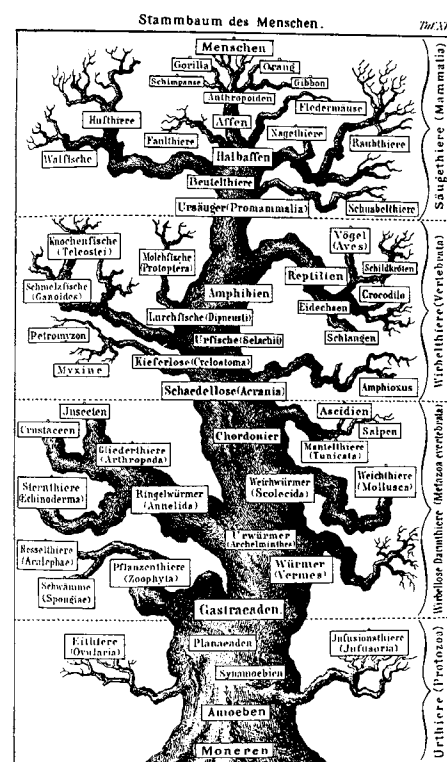 Stammbaum des Menschen.
Menschen
Gorilla
Orang
Schimpanse
Gibbon
Anthropoiden
Hufthiere
Affen
Fledermäuse
Faulthiere
Nagethiere
Walfische
Halbaffen
Raubthiere
Beutelthiere
Ursäuger (Promammalia)
Schnabelthiere
Säugethiere (Mammalia)
Knochenfische
(Teleostei)
Molchfische
(Protoptera)
Vögel
(Aves)
Schildkröten
Reptilien
Schmelzfische
(Ganoides)
Amphibien
Crocodile
Eidechsen
Lurchfische (Dipneusti)
Petromyzon
Urfische (Selachii)
Schlangen
Kieferlose (Cyclostoma)
Myxine
Amphioxus
Schaedellose (Acrania)
Wirbelthiere (Vertebrata)
Insecten
Ascidien
Crustaceen
Chordonier
Salpen
Gliederthiere
(Arthropoda)
Mantelthiere
(Tunicata)
Sternthiere
(Echinoderma)
Ringelwürmer
(Annelida)
Weichwürmer
(Scolecida)
Weichthiere
(Mollusca)
Urwürmer
(Archelminthes)
Nesselthiere
(Acalephae)
Pflanzenthiere
(Zoophyta)
Würmer
(Vermes)
Schwämme
(Spongiae)
Gastraeaden
Wirbellose Darmthiere (Metazoa evertebrata)
Eithiere
(Ovularia)
Planaeaden
Infusionsthiere
(Infusoria)
Synamoebien
Amoeben
Moneren
Urthiere (Protozoa)